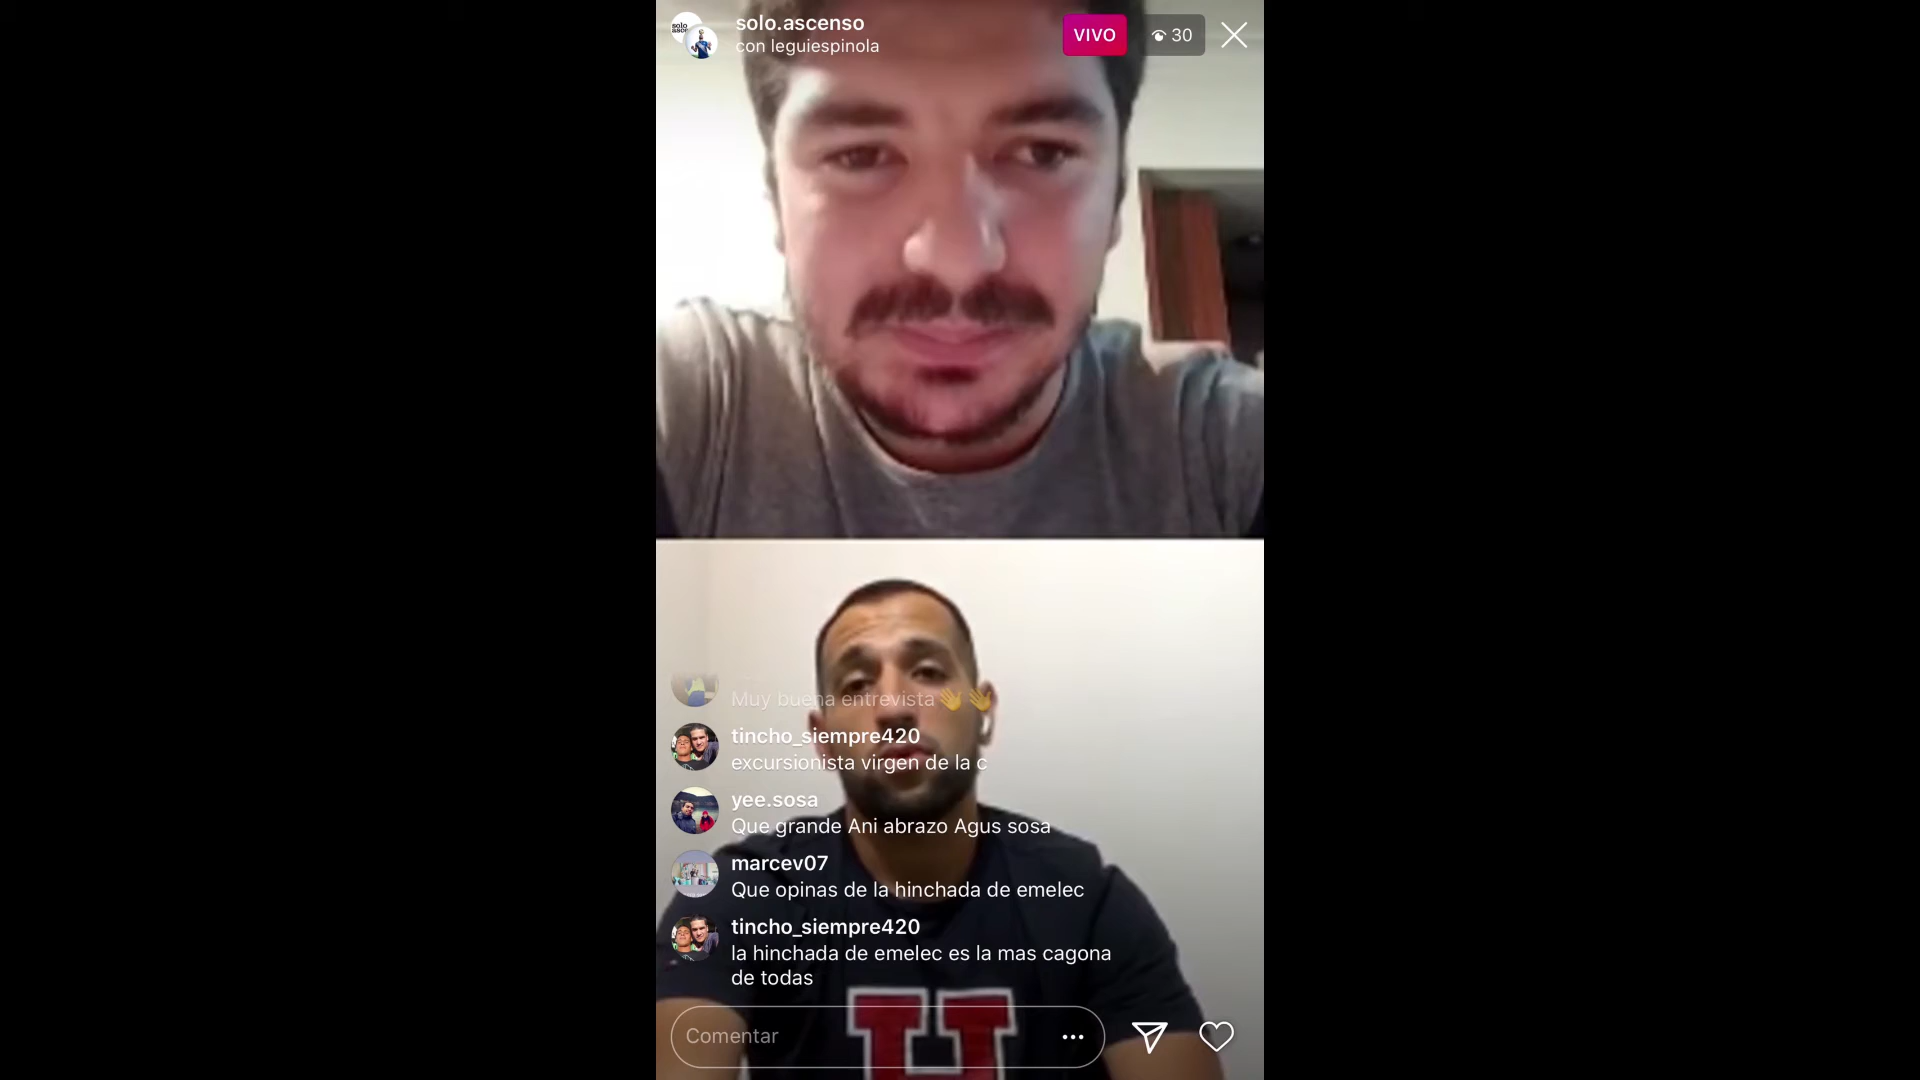 solo.ascenso
con leguiespinola
VIVO
30
Muy buena entrevista👋👋
tincho_siempre420
excursionista virgen de la c
yee.sosa
Que grande Ani abrazo Agus sosa
marcev07
Que opinas de la hinchada de emelec
tincho_siempre420
la hinchada de emelec es la mas cagona
de todas
Comentar